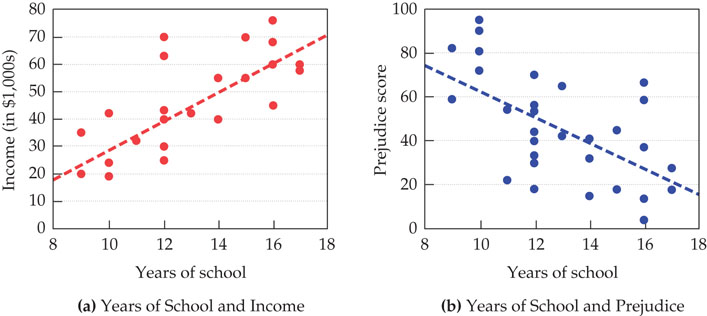 80
70
60
50
40
30
20
10
0
Income (in $1,000s)
8 10 12 14 16 18
Years of school
(a) Years of School and Income
100
80
60
40
20
0
Prejudice score
8 10 12 14 16 18
Years of school
(b) Years of School and Prejudice